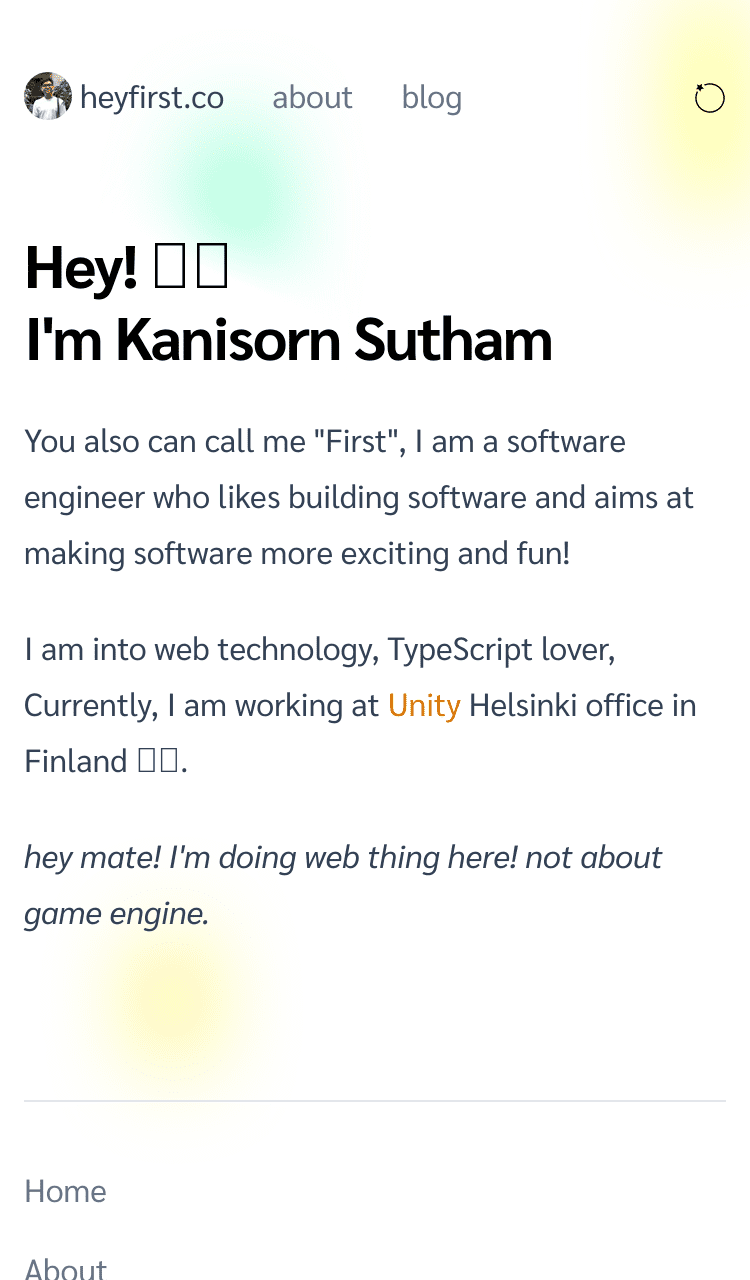 heyfirst.co about blog
Hey! 
I'm Kanisorn Sutham
You also can call me "First", I am a software
engineer who likes building software and aims at
making software more exciting and fun!
I am into web technology, TypeScript lover,
Currently, I am working at Unity Helsinki office in
Finland .
hey mate! I'm doing web thing here! not about
game engine.
Home
About